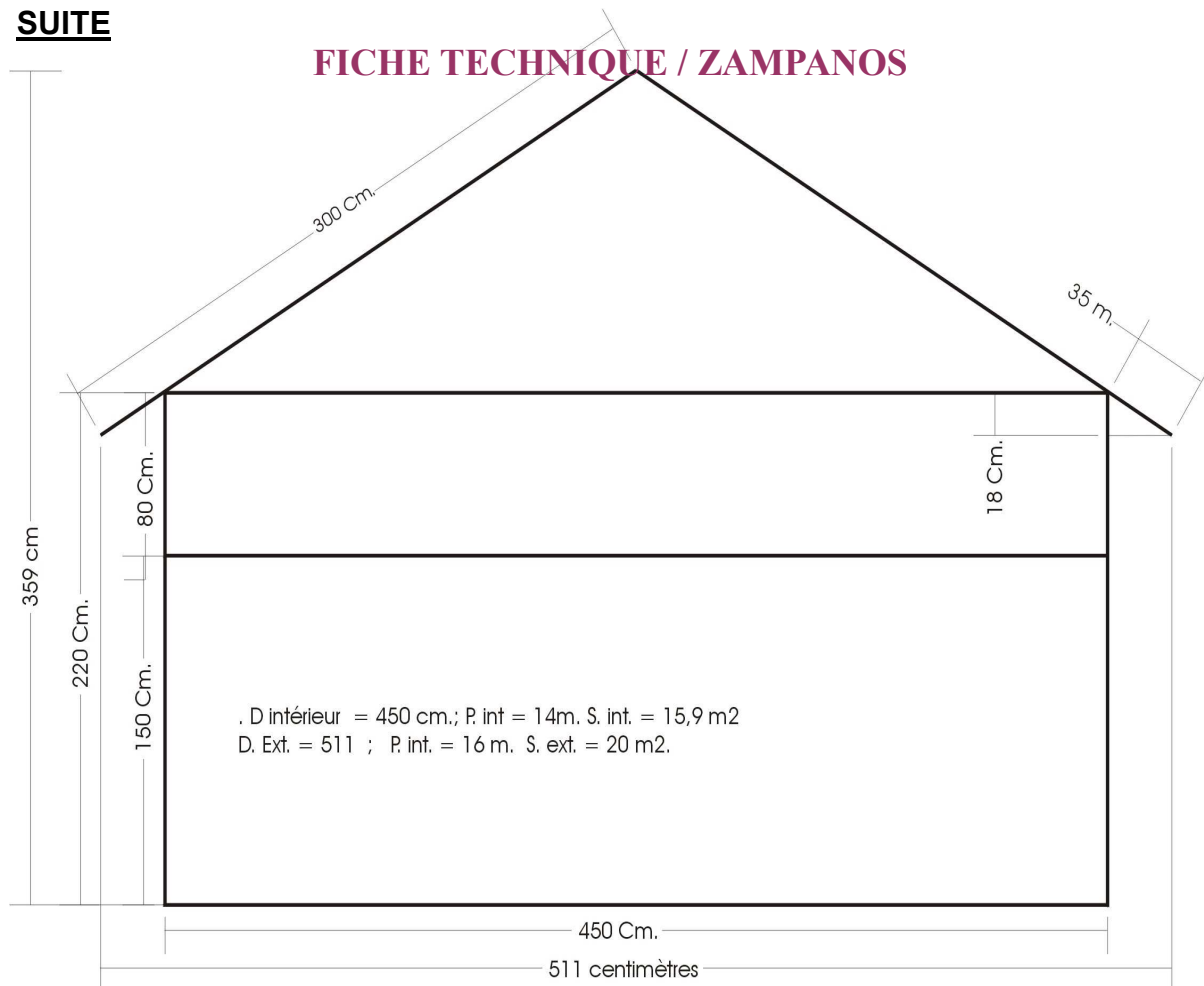 SUITE
FICHE TECHNIQUE / ZAMPANOS
300 Cm.
35 m.
80 Cm.
18 Cm.
359 cm
220 Cm.
150 Cm.
. D intérieur = 450 cm.; P. int = 14m. S. int. = 15,9 m2
D. Ext. = 511 ; P. int. = 16 m. S. ext. = 20 m2.
450 Cm.
511 centimètres